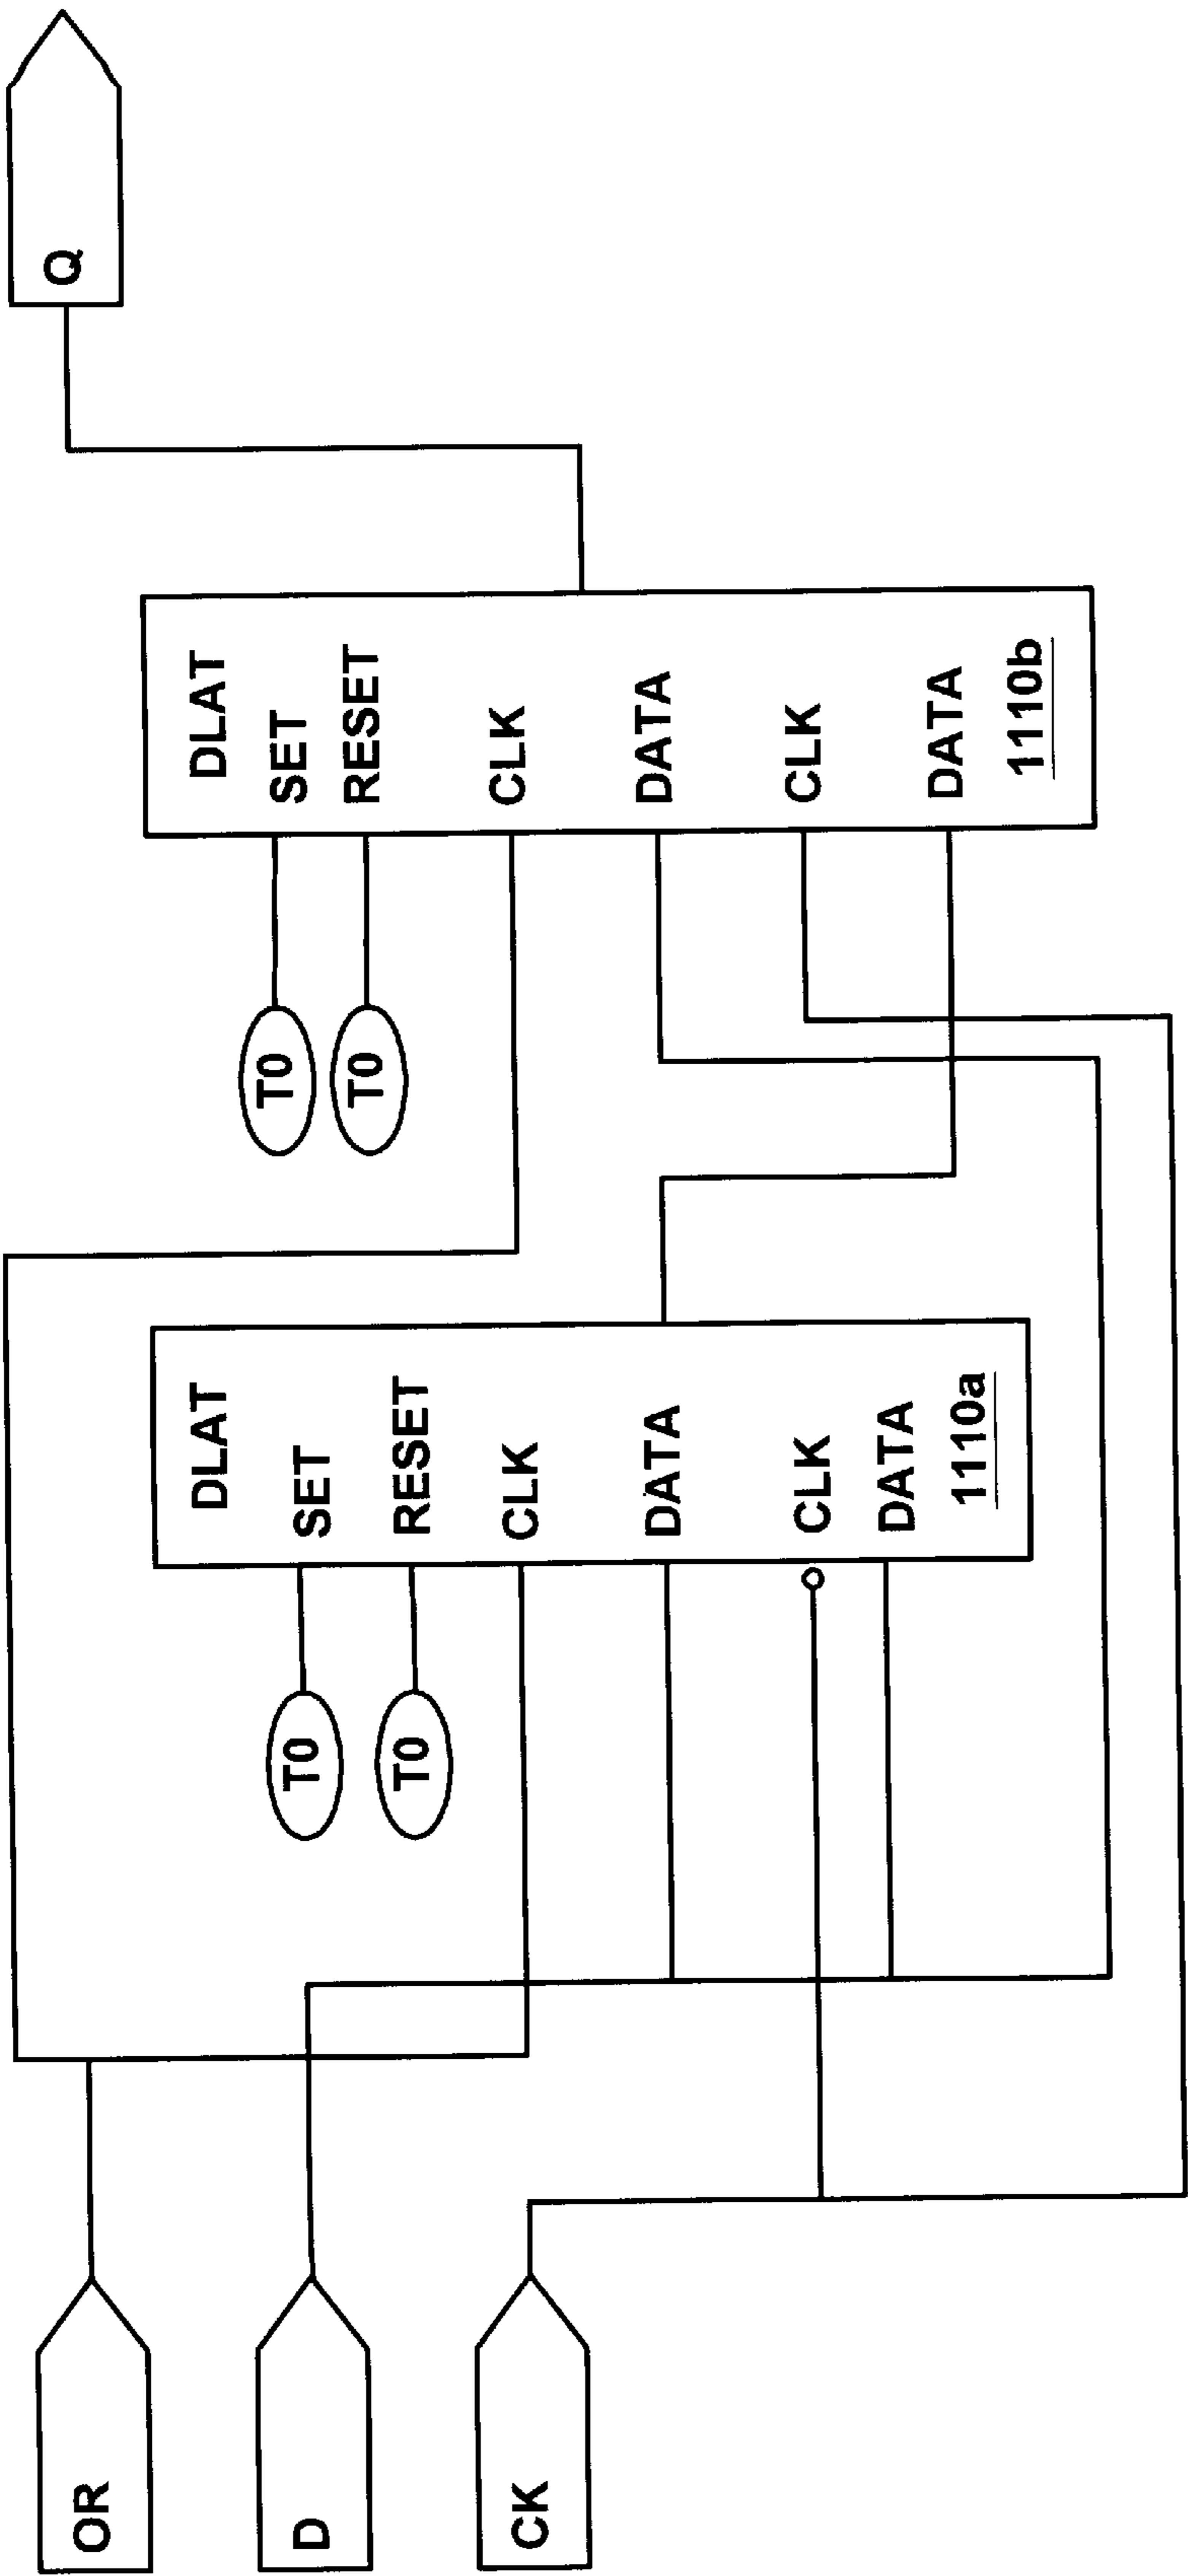 OR
D
CK
T0
T0
DLAT
SET
RESET
CLK
DATA
CLK
DATA
1110a
T0
T0
DLAT
SET
RESET
CLK
DATA
CLK
DATA
1110b
Q